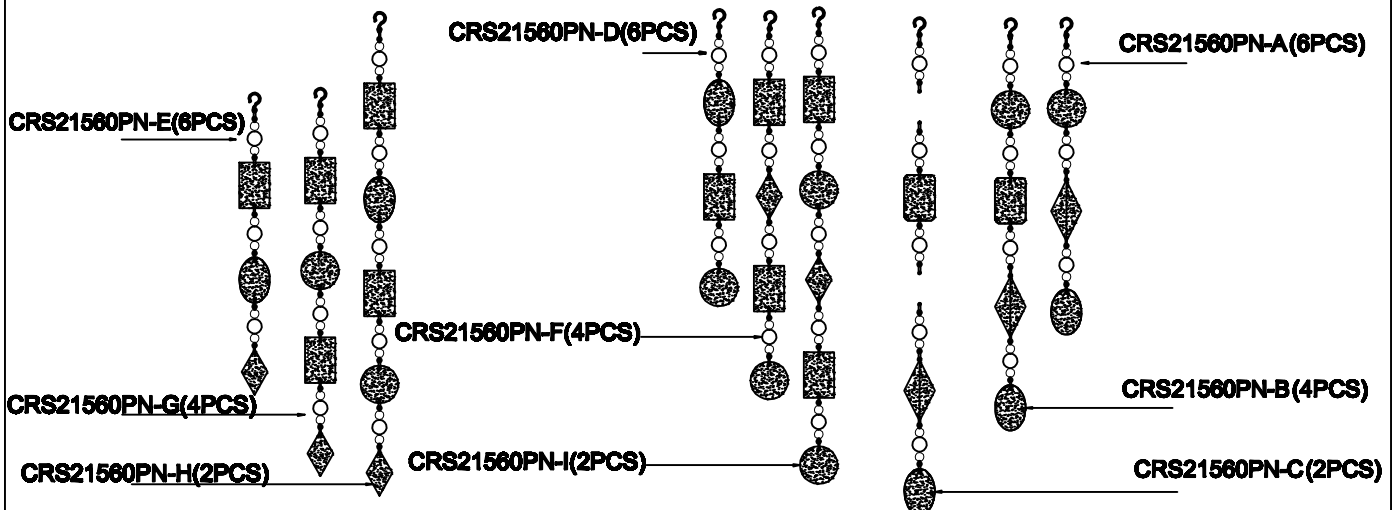 CRS21560PN-D(6PCS)
CRS21560PN-A(6PCS)
CRS21560PN-E(6PCS)
CRS21560PN-F(4PCS)
CRS21560PN-B(4PCS)
CRS21560PN-G(4PCS)
CRS21560PN-I(2PCS)
CRS21560PN-H(2PCS)
CRS21560PN-C(2PCS)